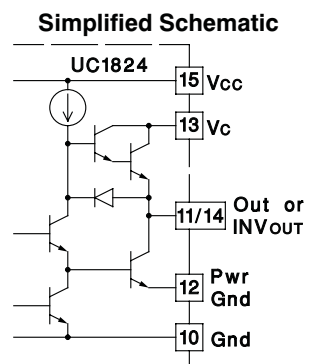 Simplified Schematic
UC1824
15 VCC
13 VC
11/14 Out or
INVOUT
12 Pwr
Gnd
10 Gnd